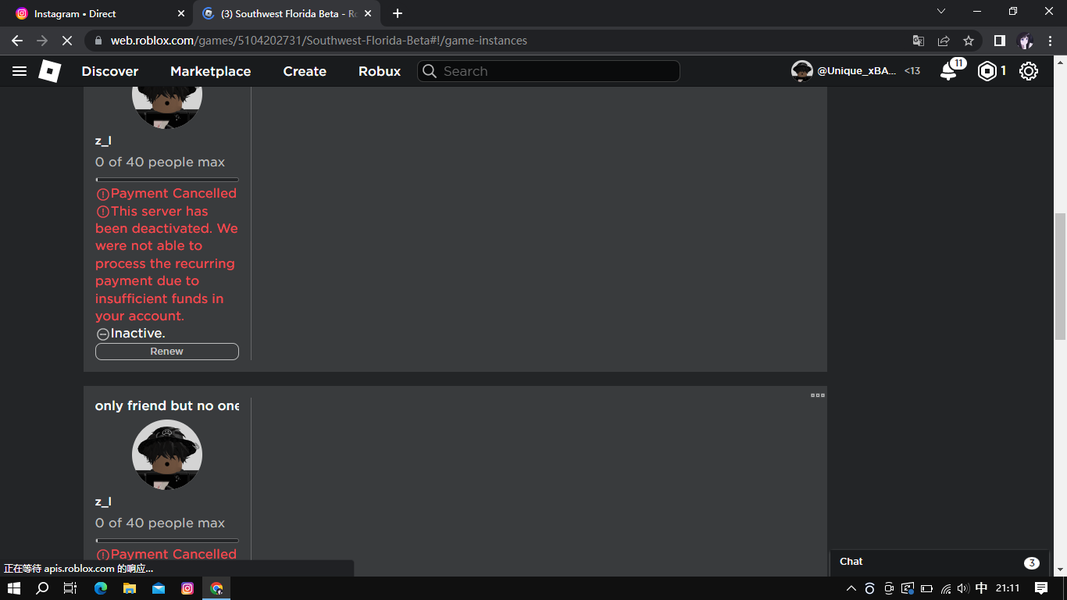 Instagram • Direct
(3) Southwest Florida Beta - Ro
web.roblox.com/games/5104202731/Southwest-Florida-Beta#!/game-instances
Discover
Marketplace
Create
Robux
Search
@Unique_xBA... <13
11
1
z_l
0 of 40 people max
Payment Cancelled
This server has
been deactivated. We
were not able to
process the recurring
payment due to
insufficient funds in
your account.
Inactive.
Renew
only friend but no one
z_l
0 of 40 people max
Payment Cancelled
Chat
3
正在等待 apis.roblox.com 的响应...
中
21:11